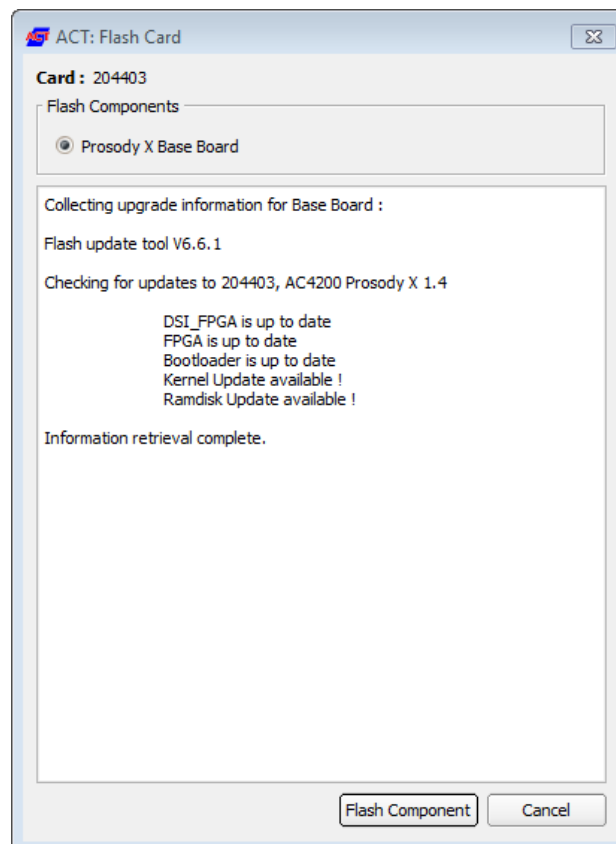 ACT ACT: Flash Card
Card : 204403
Flash Components
Prosody X Base Board
Collecting upgrade information for Base Board :
Flash update tool V6.6.1
Checking for updates to 204403, AC4200 Prosody X 1.4
DSI_FPGA is up to date
FPGA is up to date
Bootloader is up to date
Kernel Update available !
Ramdisk Update available !
Information retrieval complete.
Flash Component Cancel